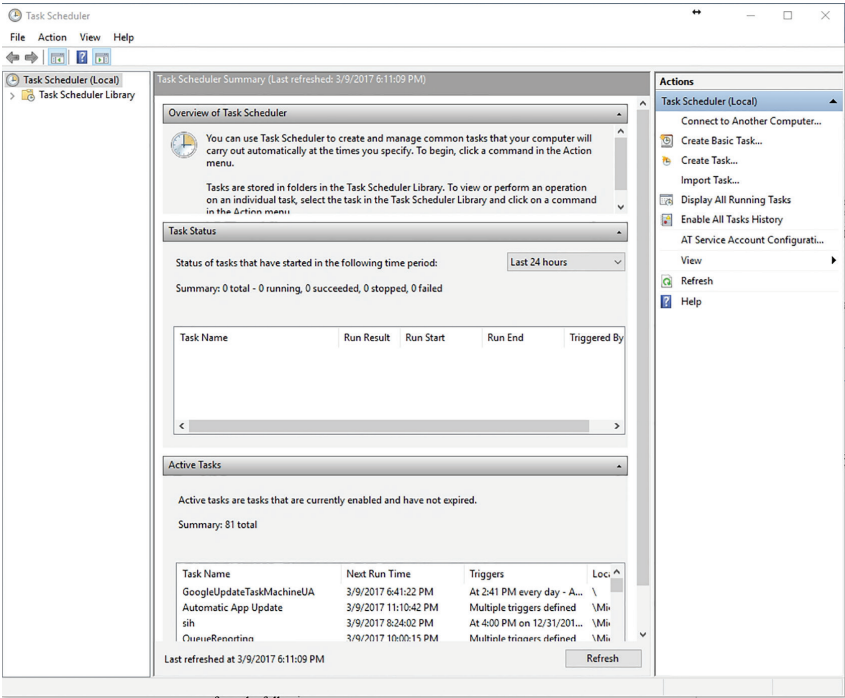 Task Scheduler
File Action View Help
Task Scheduler (Local)
Task Scheduler Library
Task Scheduler Summary (Last refreshed: 3/9/2017 6:11:09 PM)
Overview of Task Scheduler
You can use Task Scheduler to create and manage common tasks that your computer will
carry out automatically at the times you specify. To begin, click a command in the Action
menu.
Tasks are stored in folders in the Task Scheduler Library. To view or perform an operation
on an individual task, select the task in the Task Scheduler Library and click on a command
in the Action menu
Task Status
Status of tasks that have started in the following time period:
Last 24 hours
Summary: 0 total - 0 running, 0 succeeded, 0 stopped, 0 failed
Task Name Run Result Run Start Run End Triggered By
Active Tasks
Active tasks are tasks that are currently enabled and have not expired.
Summary: 81 total
Task Name Next Run Time Triggers Loc
GoogleUpdateTaskMachineUA 3/9/2017 6:41:22 PM At 2:41 PM every day - A... \
Automatic App Update 3/9/2017 11:10:42 PM Multiple triggers defined \Mi
sih 3/9/2017 8:24:02 PM At 4:00 PM on 12/31/201... \Mi
QueueReporting 3/9/2017 10:00:15 PM Multiple triggers defined \Mi
Last refreshed at 3/9/2017 6:11:09 PM
Refresh
Actions
Task Scheduler (Local)
Connect to Another Computer...
Create Basic Task...
Create Task...
Import Task...
Display All Running Tasks
Enable All Tasks History
AT Service Account Configurati...
View
Refresh
Help